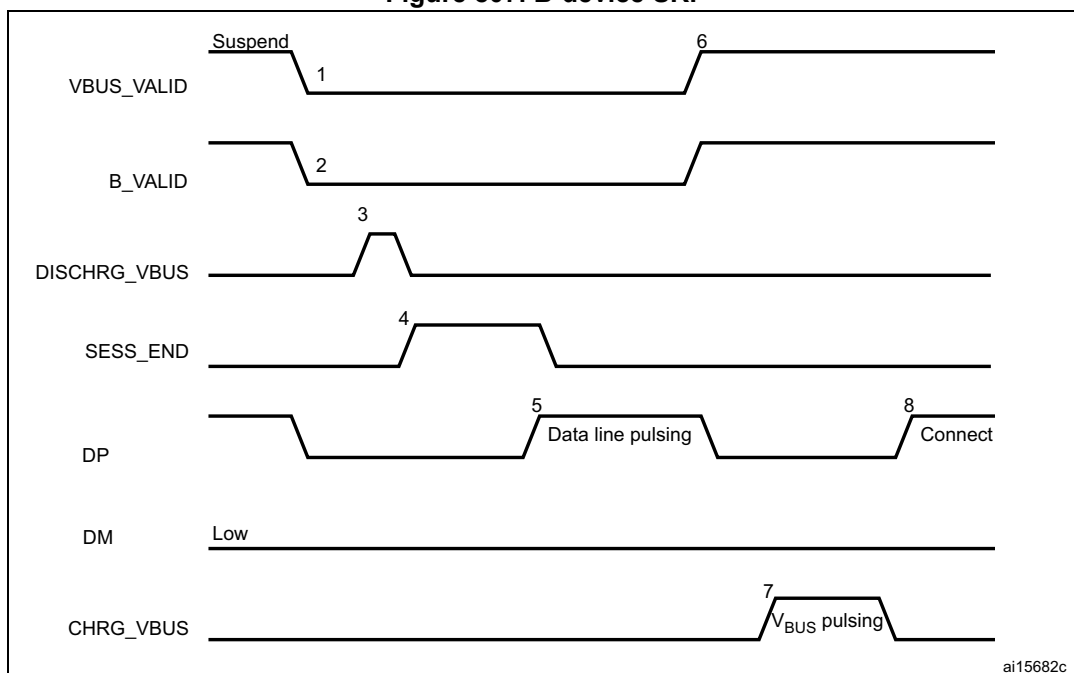 Suspend
6
VBUS_VALID
1
B_VALID
2
3
DISCHRG_VBUS
4
SESS_END
5
8
Data line pulsing
Connect
DP
DM
Low
7
CHRG_VBUS
VBUS pulsing
ai15682c